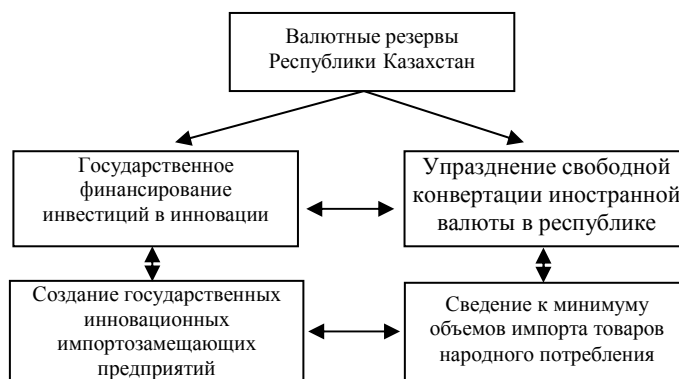 Валютные резервы
Республики Казахстан
Государственное
финансирование
инвестиций в инновации
Упразднение свободной
конвертации иностранной
валюты в республике
Создание государственных
инновационных
импортозамещающих
предприятий
Сведение к минимуму
объемов импорта товаров
народного потребления